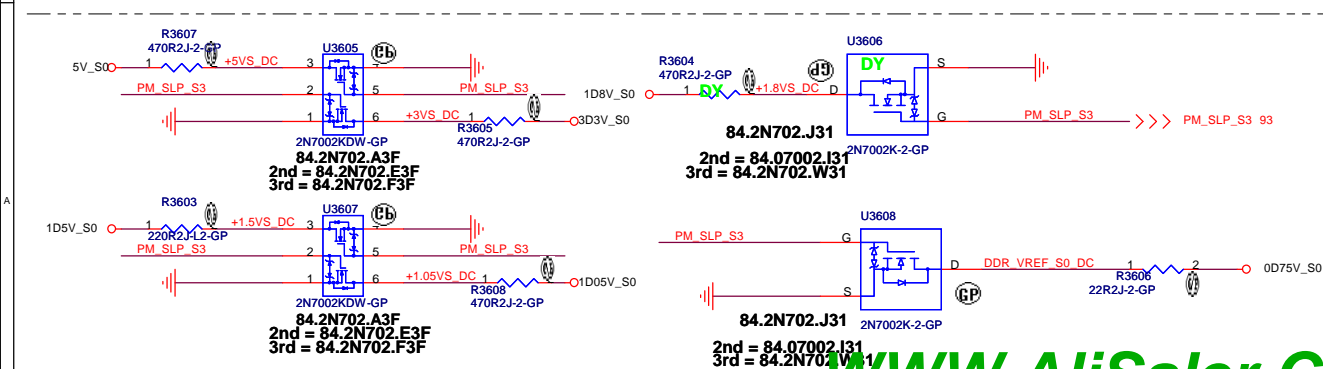 R3607
470R2J-2-GP
5V_S0
1
+5VS_DC
3
U3605
2
PM_SLP_S3
5
PM_SLP_S3
1
6
+3VS_DC
1
3D3V_S0
R3605
470R2J-2-GP
2N7002KDW-GP
84.2N702.A3F
2nd = 84.2N702.E3F
3rd = 84.2N702.F3F
R3604
470R2J-2-GP
1D8V_S0
1
DY
+1.8VS_DC
D
U3606
DY
S
G
PM_SLP_S3
PM_SLP_S3 93
84.2N702.J31
2N7002K-2-GP
2nd = 84.07002.I31
3rd = 84.2N702.W31
A
R3603
220R2J-L2-GP
1D5V_S0
1
+1.5VS_DC
3
U3607
2
PM_SLP_S3
5
PM_SLP_S3
1
6
+1.05VS_DC
1
1D05V_S0
R3608
470R2J-2-GP
2N7002KDW-GP
84.2N702.A3F
2nd = 84.2N702.E3F
3rd = 84.2N702.F3F
U3608
PM_SLP_S3
G
D
DDR_VREF_S0_DC
1
2
0D75V_S0
R3606
22R2J-2-GP
S
GP
84.2N702.J31
2N7002K-2-GP
2nd = 84.07002.I31
3rd = 84.2N702.W31